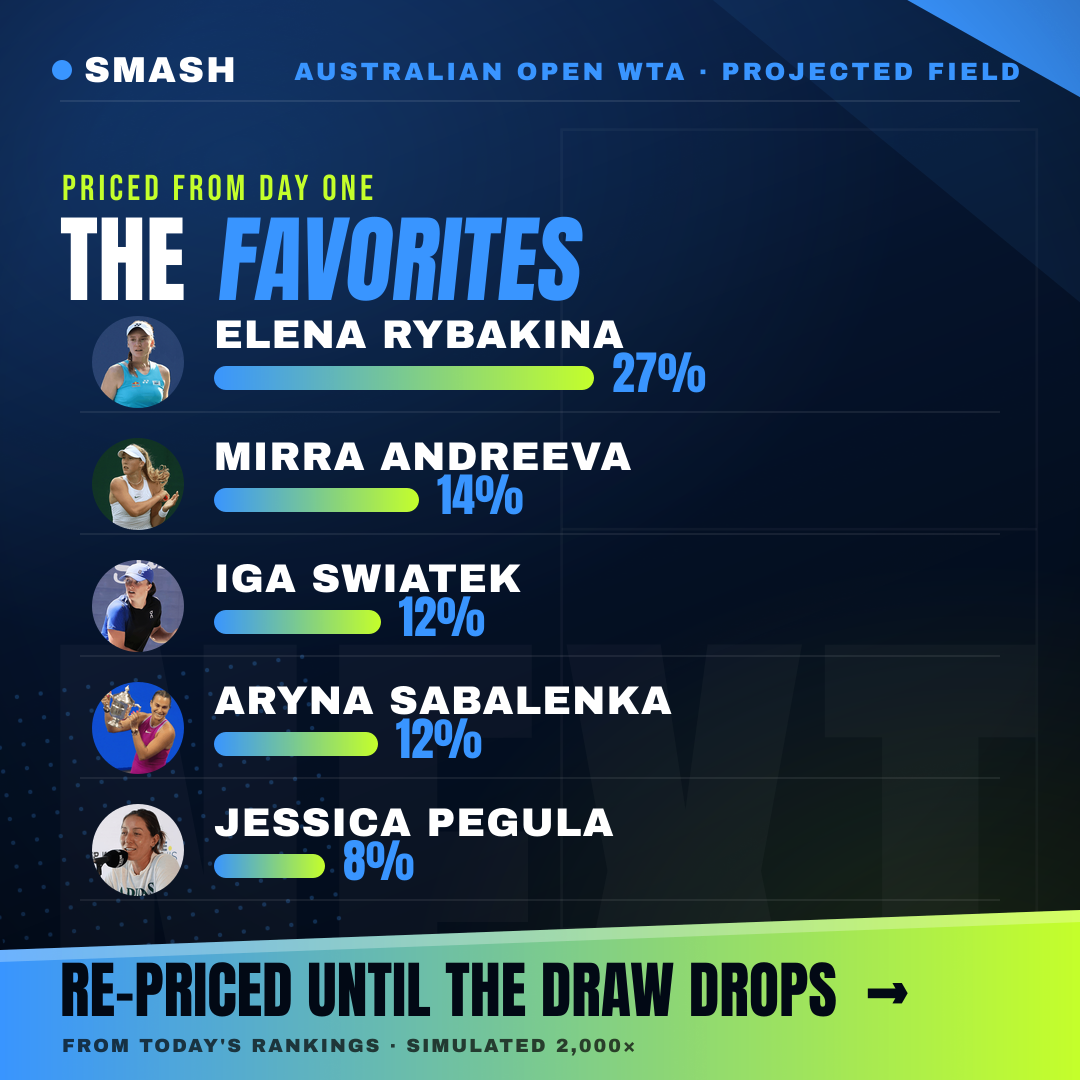 SMASH
AUSTRALIAN OPEN WTA · PROJECTED FIELD
PRICED FROM DAY ONE
THE FAVORITES
ELENA RYBAKINA
27%
MIRRA ANDREEVA
14%
IGA SWIATEK
12%
ARYNA SABALENKA
12%
JESSICA PEGULA
8%
NEXT
RE-PRICED UNTIL THE DRAW DROPS →
FROM TODAY'S RANKINGS · SIMULATED 2,000×